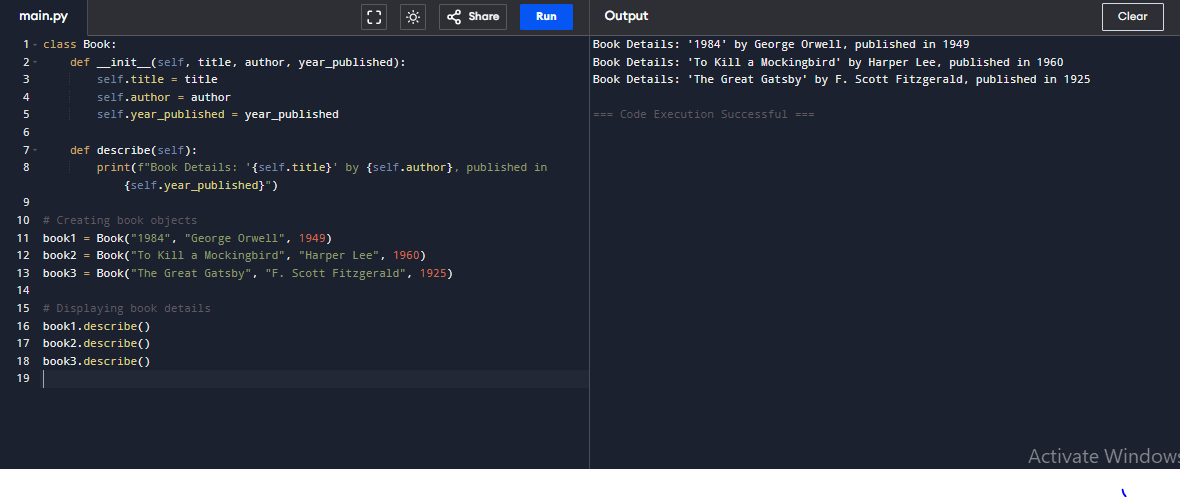 main.py
Share
Run
Output
Clear
1 class Book:
2     def __init__(self, title, author, year_published):
3         self.title = title
4         self.author = author
5         self.year_published = year_published
6
7     def describe(self):
8         print(f"Book Details: '{self.title}' by {self.author}, published in
            {self.year_published}")
9
10 # Creating book objects
11 book1 = Book("1984", "George Orwell", 1949)
12 book2 = Book("To Kill a Mockingbird", "Harper Lee", 1960)
13 book3 = Book("The Great Gatsby", "F. Scott Fitzgerald", 1925)
14
15 # Displaying book details
16 book1.describe()
17 book2.describe()
18 book3.describe()
19
Book Details: '1984' by George Orwell, published in 1949
Book Details: 'To Kill a Mockingbird' by Harper Lee, published in 1960
Book Details: 'The Great Gatsby' by F. Scott Fitzgerald, published in 1925
=== Code Execution Successful ===
Activate Windows